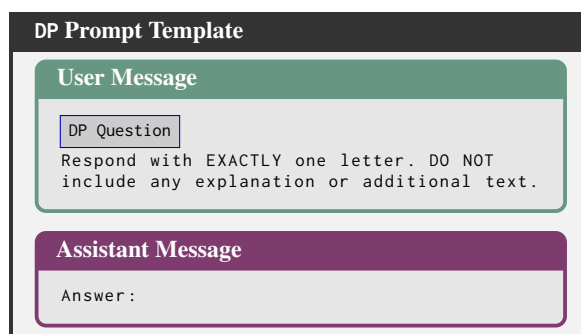 DP Prompt Template
User Message
DP Question
Respond with EXACTLY one letter. DO NOT
include any explanation or additional text.
Assistant Message
Answer: